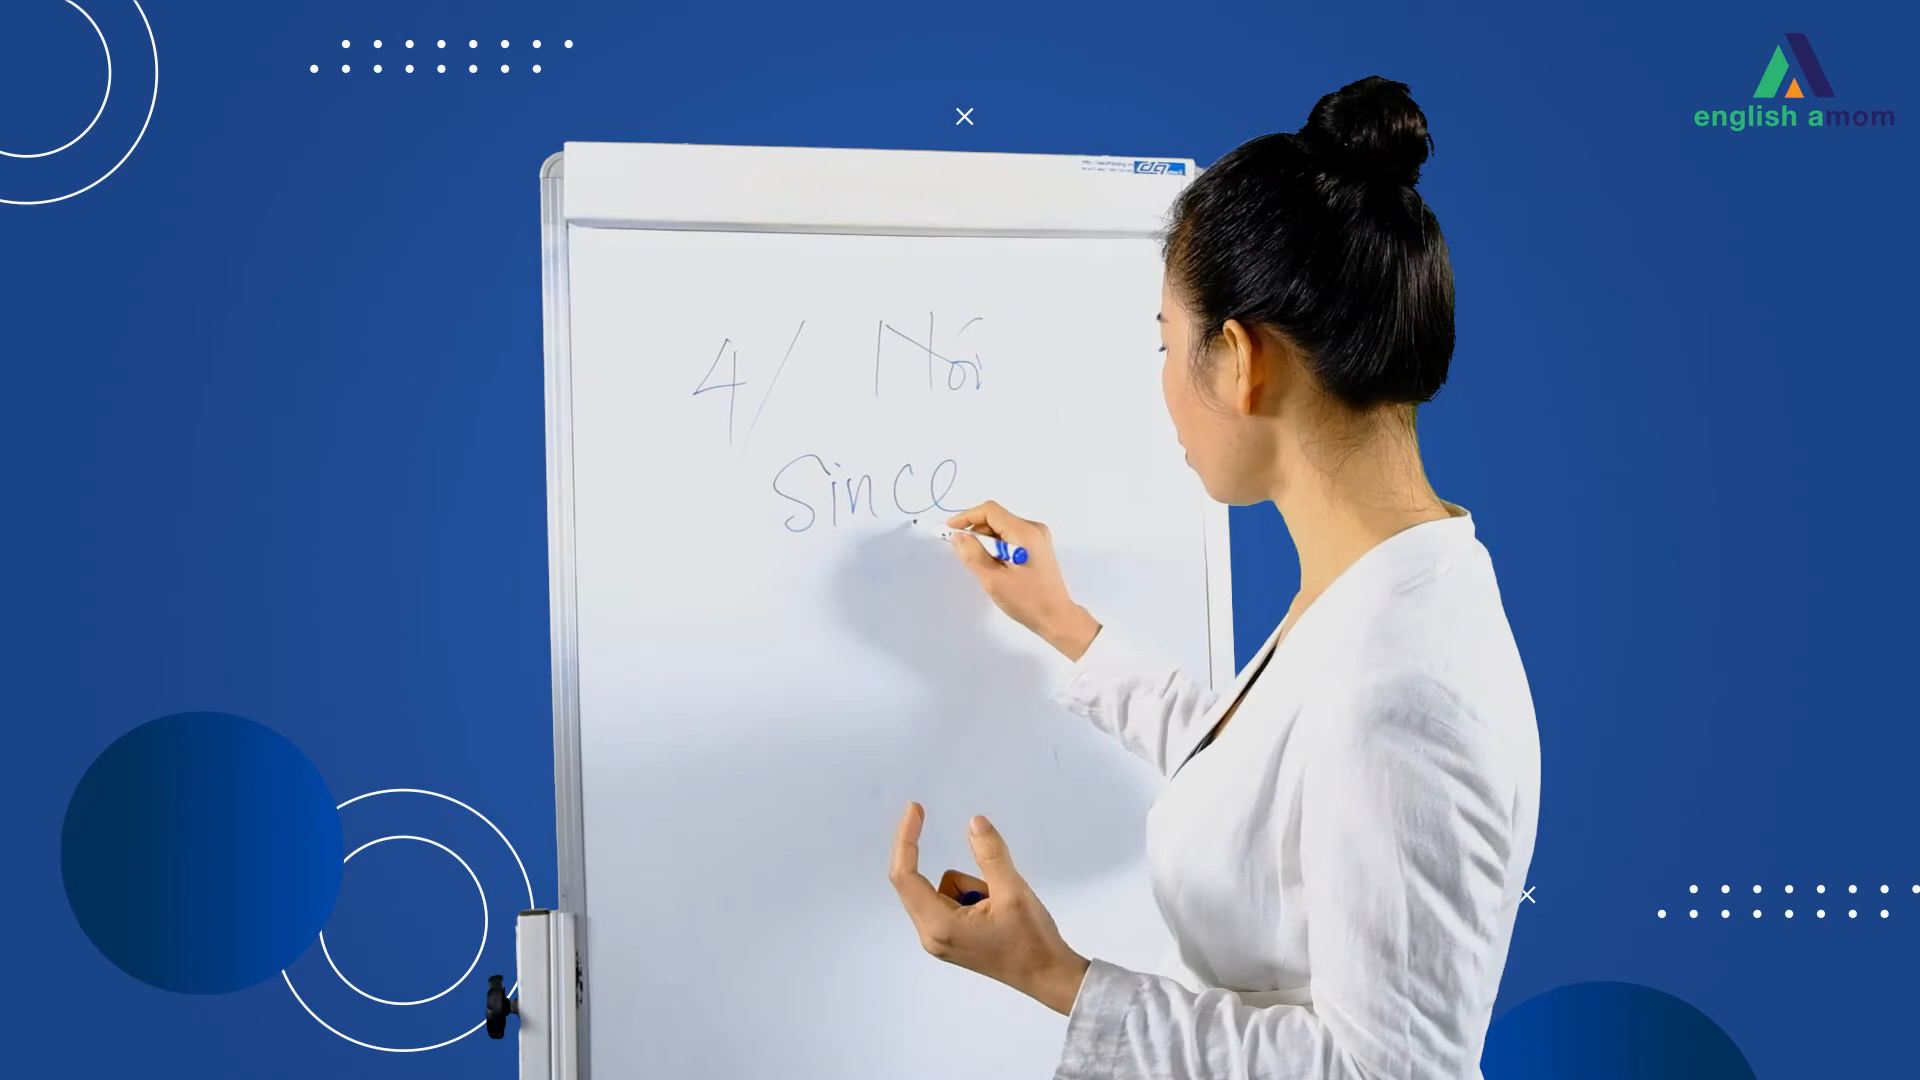 english amom
4/ Nối
Since